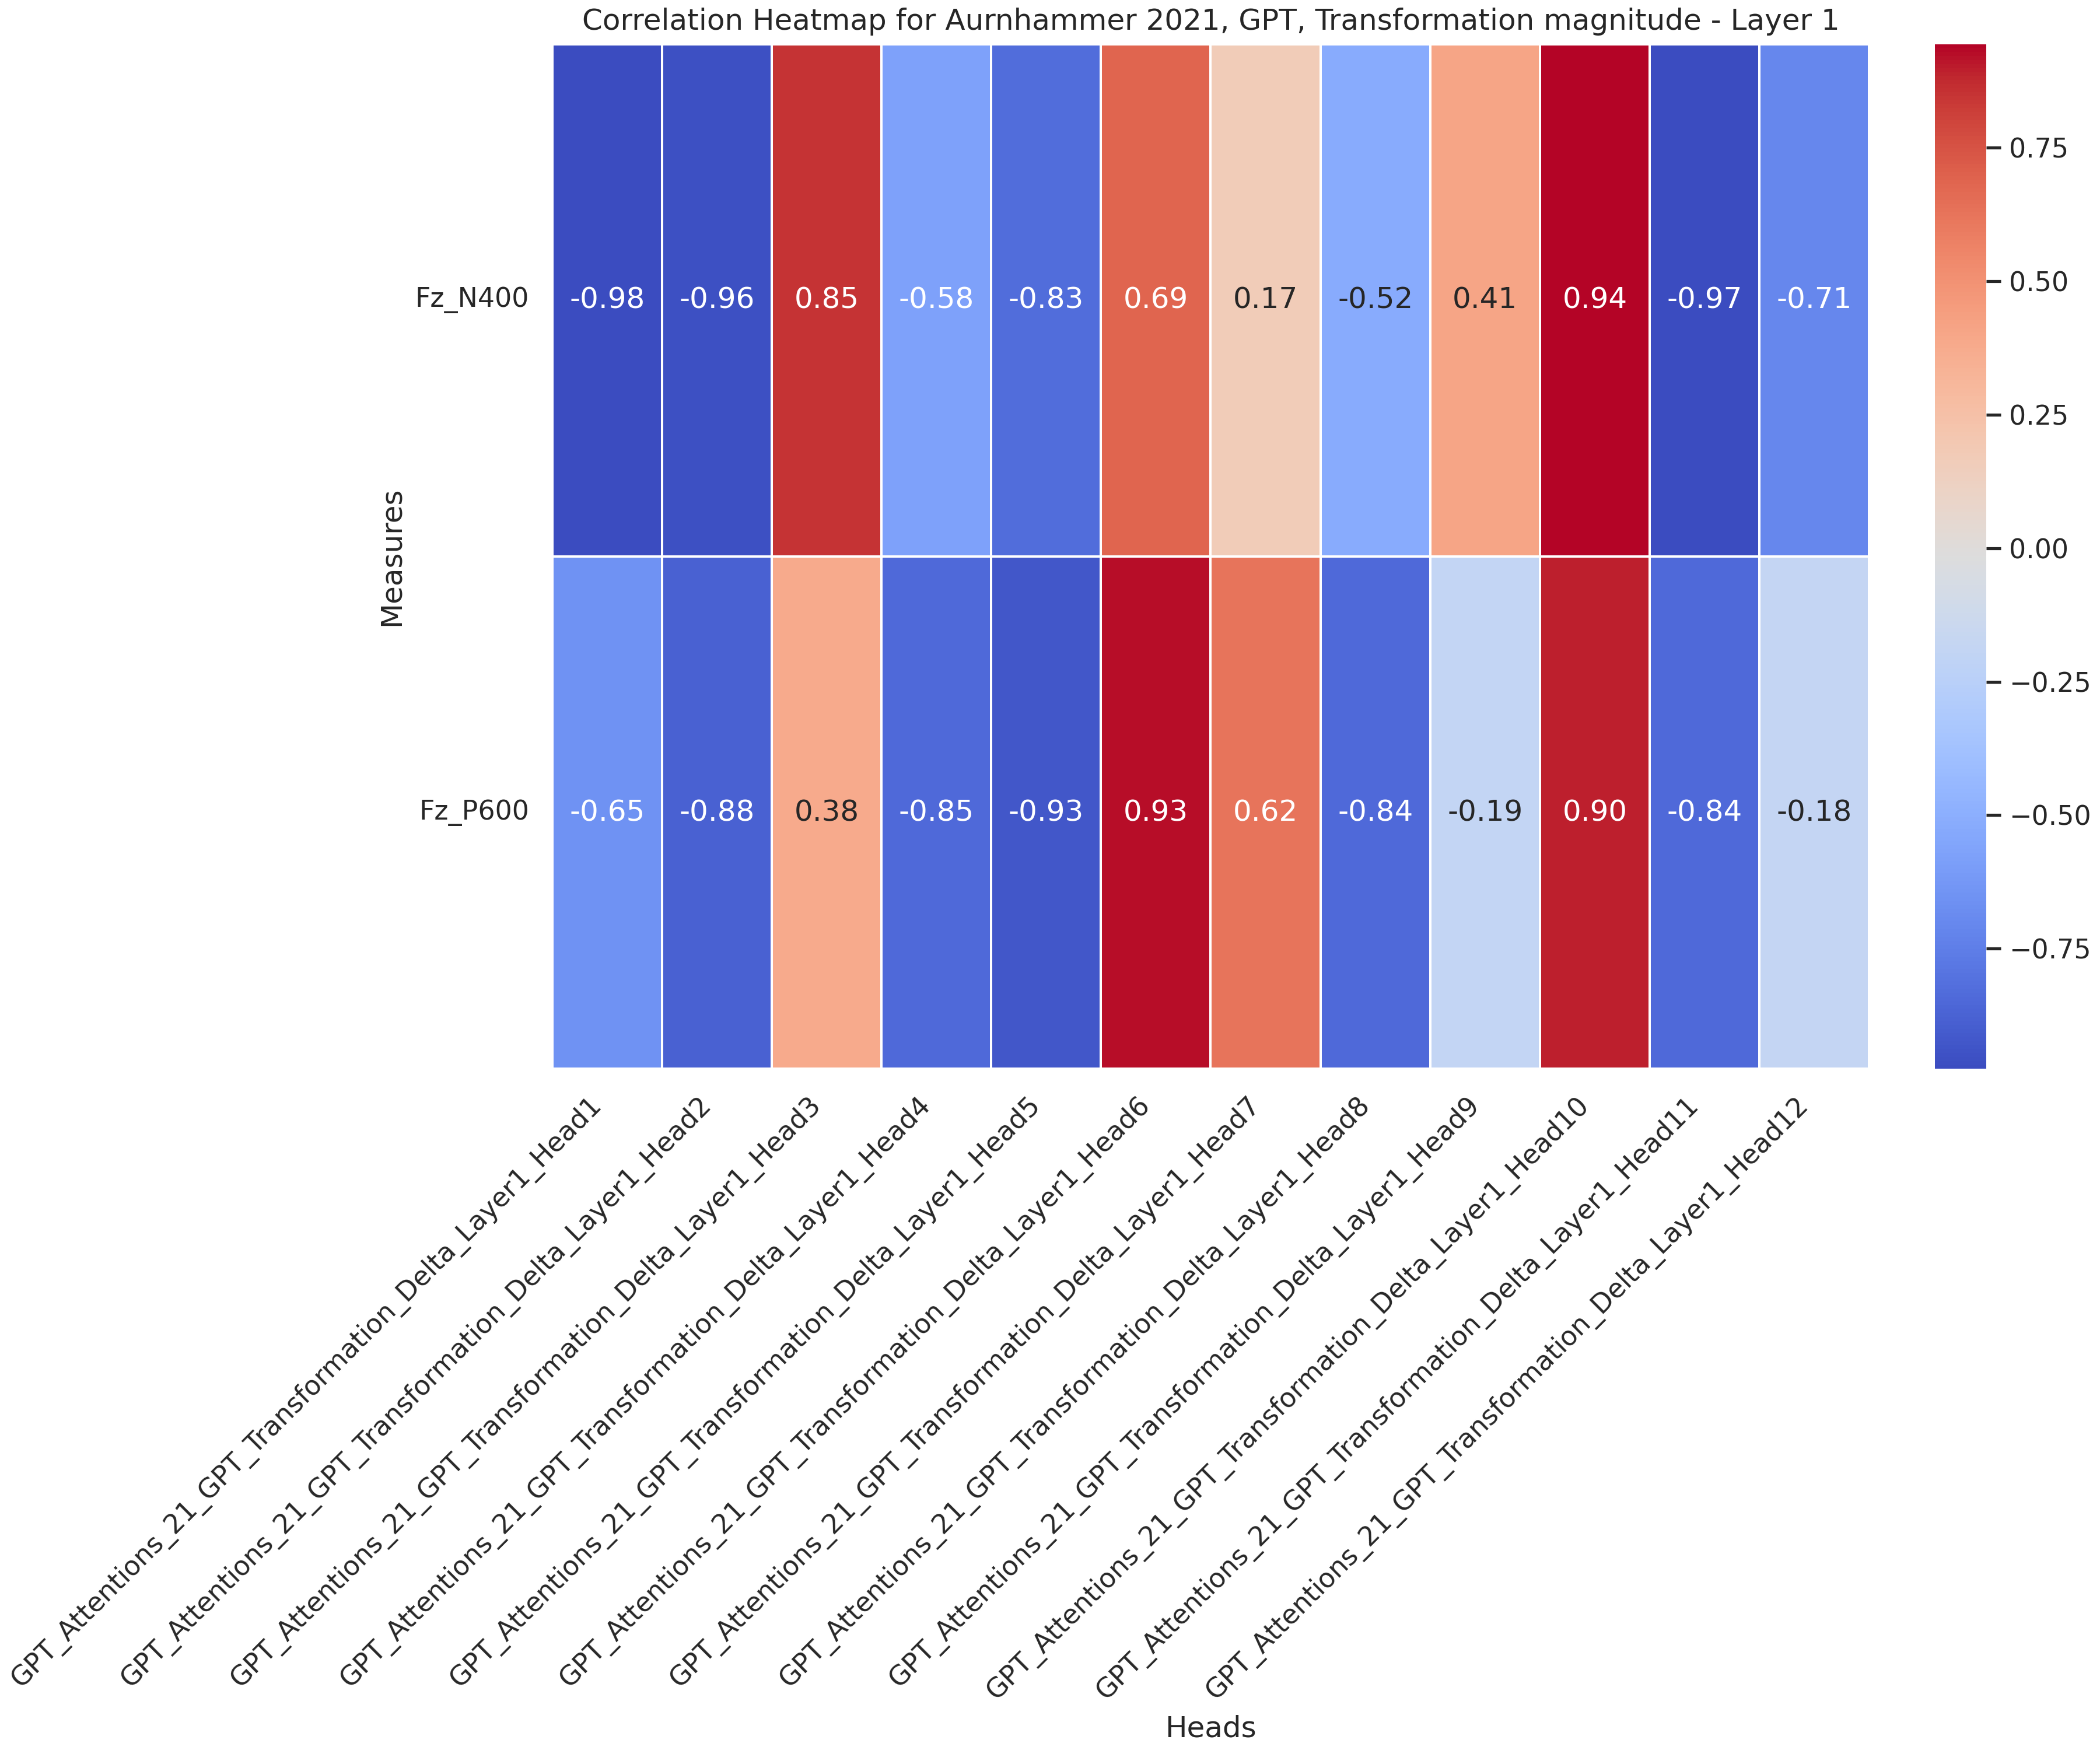 Correlation Heatmap for Aurnhammer 2021, GPT, Transformation magnitude - Layer 1
Measures
Fz_N400
-0.98 -0.96 0.85 -0.58 -0.83 0.69 0.17 -0.52 0.41 0.94 -0.97 -0.71
Fz_P600
-0.65 -0.88 0.38 -0.85 -0.93 0.93 0.62 -0.84 -0.19 0.90 -0.84 -0.18
GPT_Attentions_21_GPT_Transformation_Delta_Layer1_Head1
GPT_Attentions_21_GPT_Transformation_Delta_Layer1_Head2
GPT_Attentions_21_GPT_Transformation_Delta_Layer1_Head3
GPT_Attentions_21_GPT_Transformation_Delta_Layer1_Head4
GPT_Attentions_21_GPT_Transformation_Delta_Layer1_Head5
GPT_Attentions_21_GPT_Transformation_Delta_Layer1_Head6
GPT_Attentions_21_GPT_Transformation_Delta_Layer1_Head7
GPT_Attentions_21_GPT_Transformation_Delta_Layer1_Head8
GPT_Attentions_21_GPT_Transformation_Delta_Layer1_Head9
GPT_Attentions_21_GPT_Transformation_Delta_Layer1_Head10
GPT_Attentions_21_GPT_Transformation_Delta_Layer1_Head11
GPT_Attentions_21_GPT_Transformation_Delta_Layer1_Head12
Heads
0.75
0.50
0.25
0.00
−0.25
−0.50
−0.75